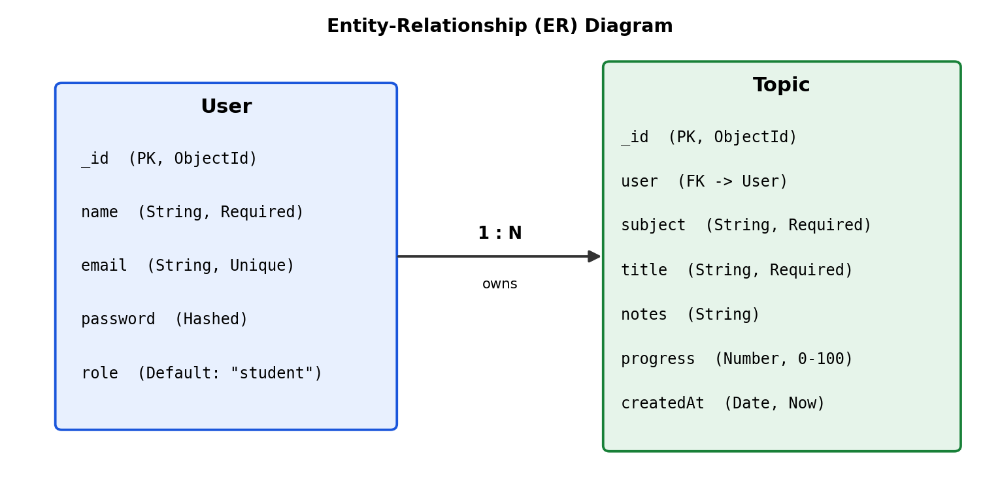 Entity-Relationship (ER) Diagram
User
_id  (PK, ObjectId)
name  (String, Required)
email  (String, Unique)
password  (Hashed)
role  (Default: "student")
1 : N
owns
Topic
_id  (PK, ObjectId)
user  (FK -> User)
subject  (String, Required)
title  (String, Required)
notes  (String)
progress  (Number, 0-100)
createdAt  (Date, Now)